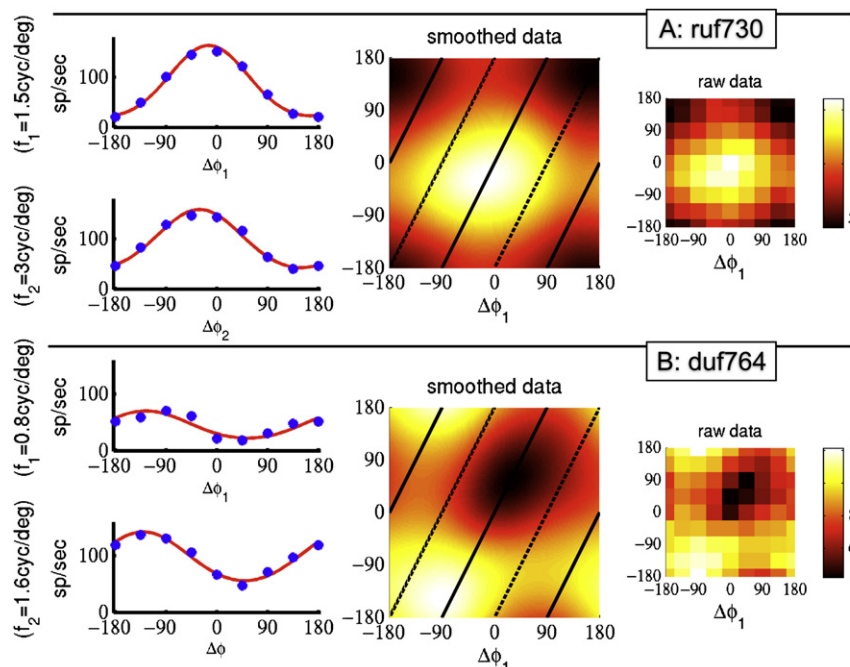 A: ruf730
(f₁=1.5cyc/deg)
sp/sec
100
0
−180 −90 0 90 180
Δϕ₁
(f₂=3cyc/deg)
sp/sec
100
0
−180 −90 0 90 180
Δϕ₂
smoothed data
180
90
0
−90
−180
−180 −90 0 90 180
Δϕ₁
raw data
180
90
0
−90
−180
−180 −90 0 90 180
Δϕ₁
B: duf764
(f₁=0.8cyc/deg)
sp/sec
100
0
−180 −90 0 90 180
Δϕ₁
(f₂=1.6cyc/deg)
sp/sec
100
0
−180 −90 0 90 180
Δϕ
smoothed data
180
90
0
−90
−180
−180 −90 0 90 180
Δϕ₁
raw data
180
90
0
−90
180
−180 −90 0 90 180
Δϕ₁